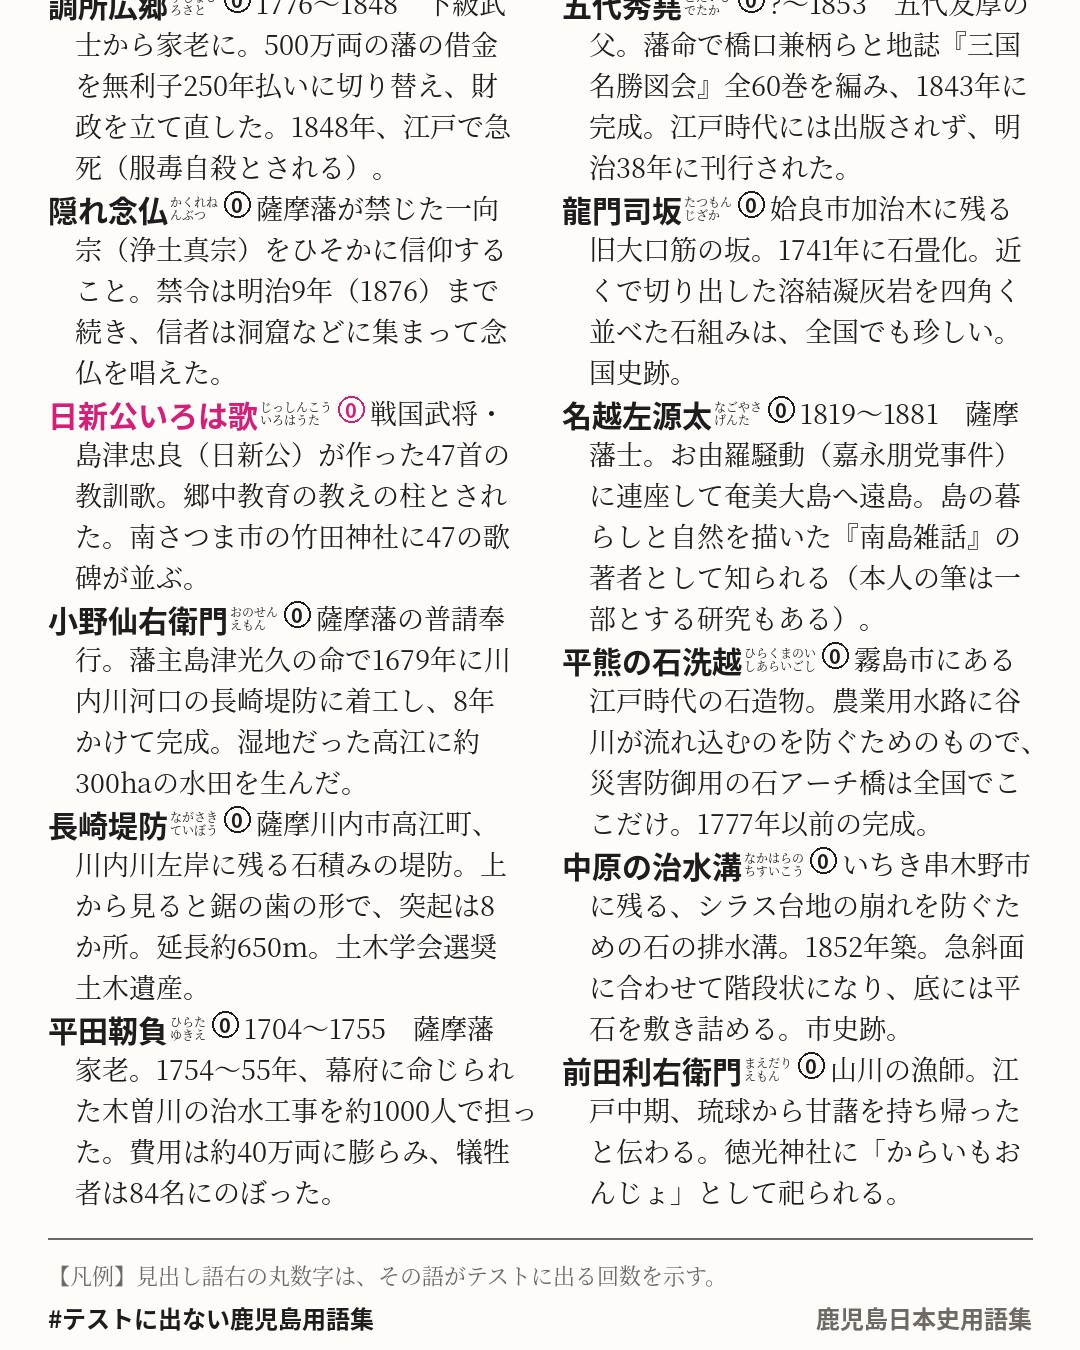 調所広郷 ⓪ 1776〜1848　下級武
士から家老に。500万両の藩の借金
を無利子250年払いに切り替え、財
政を立て直した。1848年、江戸で急
死（服毒自殺とされる）。
隠れ念仏 かくれねんぶつ ⓪ 薩摩藩が禁じた一向
宗（浄土真宗）をひそかに信仰する
こと。禁令は明治9年（1876）まで
続き、信者は洞窟などに集まって念
仏を唱えた。
日新公いろは歌 じっしんこういろはうた ⓪ 戦国武将・
島津忠良（日新公）が作った47首の
教訓歌。郷中教育の教えの柱とされ
た。南さつま市の竹田神社に47の歌
碑が並ぶ。
小野仙右衛門 おのせんえもん ⓪ 薩摩藩の普請奉
行。藩主島津光久の命で1679年に川
内川河口の長崎堤防に着工し、8年
かけて完成。湿地だった高江に約
300haの水田を生んだ。
長崎堤防 ながさきていぼう ⓪ 薩摩川内市高江町、
川内川左岸に残る石積みの堤防。上
から見ると鋸の歯の形で、突起は8
か所。延長約650m。土木学会選奨
土木遺産。
平田靱負 ひらたゆきえ ⓪ 1704〜1755　薩摩藩
家老。1754〜55年、幕府に命じられ
た木曽川の治水工事を約1000人で担っ
た。費用は約40万両に膨らみ、犠牲
者は84名にのぼった。
五代秀堯 ⓪ ?〜1853　五代友厚の
父。藩命で橋口兼柄らと地誌『三国
名勝図会』全60巻を編み、1843年に
完成。江戸時代には出版されず、明
治38年に刊行された。
龍門司坂 たつもんじざか ⓪ 姶良市加治木に残る
旧大口筋の坂。1741年に石畳化。近
くで切り出した溶結凝灰岩を四角く
並べた石組みは、全国でも珍しい。
国史跡。
名越左源太 なごやさげんた ⓪ 1819〜1881　薩摩
藩士。お由羅騒動（嘉永朋党事件）
に連座して奄美大島へ遠島。島の暮
らしと自然を描いた『南島雑話』の
著者として知られる（本人の筆は一
部とする研究もある）。
平熊の石洗越 ひらくまのいしあらいごし ⓪ 霧島市にある
江戸時代の石造物。農業用水路に谷
川が流れ込むのを防ぐためのもので、
災害防御用の石アーチ橋は全国でこ
こだけ。1777年以前の完成。
中原の治水溝 なかはらのちすいこう ⓪ いちき串木野市
に残る、シラス台地の崩れを防ぐた
めの石の排水溝。1852年築。急斜面
に合わせて階段状になり、底には平
石を敷き詰める。市史跡。
前田利右衛門 まえだりえもん ⓪ 山川の漁師。江
戸中期、琉球から甘藷を持ち帰った
と伝わる。徳光神社に「からいもお
んじょ」として祀られる。
【凡例】見出し語右の丸数字は、その語がテストに出る回数を示す。
#テストに出ない鹿児島用語集
鹿児島日本史用語集